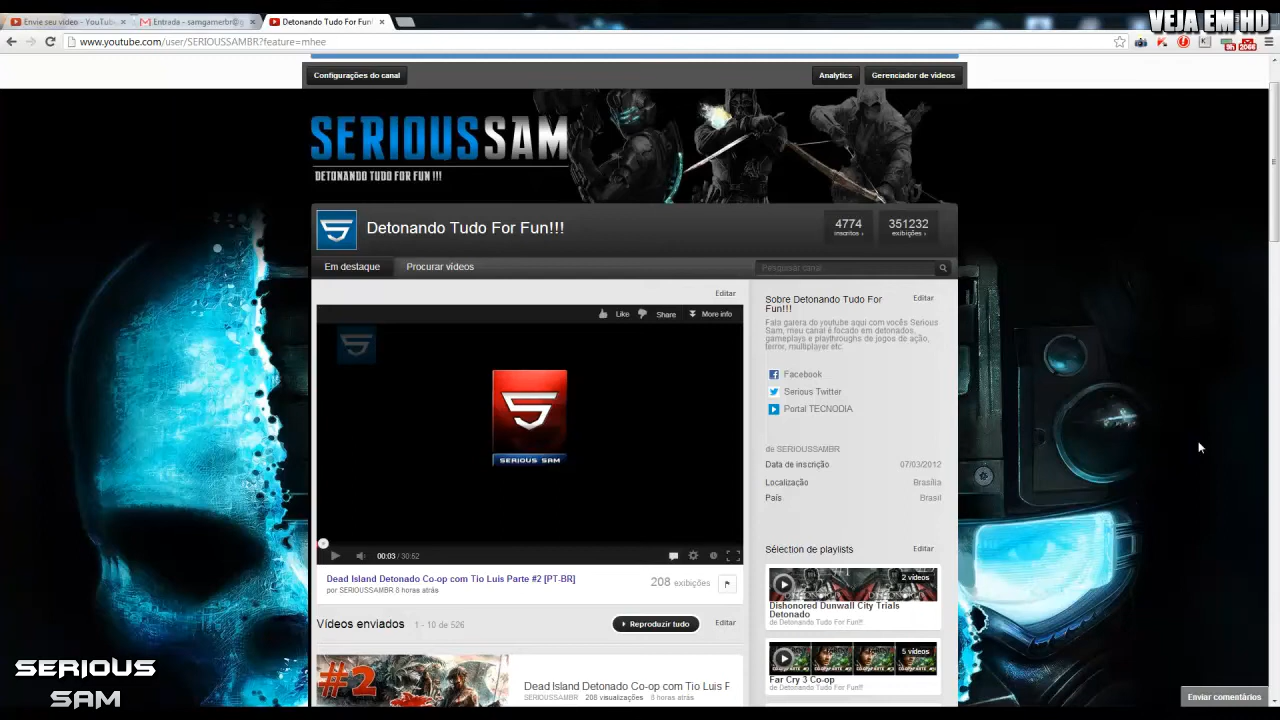 Envie seu vídeo - YouTube
Entrada - samgamerbr@g
Detonando Tudo For Fun!
VEJA EM HD
www.youtube.com/user/SERIOUSSAMBR?feature=mhee
9h
2066
Configurações do canal
Analytics
Gerenciador de vídeos
SERIOUSSAM
DETONANDO TUDO FOR FUN !!!
Detonando Tudo For Fun!!!
4774
inscritos ›
351232
exibições ›
Em destaque
Procurar vídeos
Pesquisar canal
Editar
Like
Share
More info
SERIOUS SAM
00:03 / 30:52
Dead Island Detonado Co-op com Tio Luis Parte #2 [PT-BR]
por SERIOUSSAMBR 8 horas atrás
208 exibições
Vídeos enviados
1 - 10 de 526
Reproduzir tudo
Editar
#2
Dead Island Detonado Co-op com Tio Luis F
SERIOUSSAMBR 208 visualizações 8 horas atrás
Sobre Detonando Tudo For
Fun!!!
Editar
Fala galera do youtube aqui com vocês Serious
Sam, meu canal é focado em detonados,
gameplays e playthroughs de jogos de ação,
terror, multiplayer etc.
Facebook
Serious Twitter
Portal TECNODIA
de SERIOUSSAMBR
Data de inscrição
07/03/2012
Localização
Brasília
País
Brasil
Sélection de playlists
Editar
2 vídeos
Dishonored Dunwall City Trials
Detonado
de Detonando Tudo For Fun!!!
5 vídeos
Far Cry 3 Co-op
de Detonando Tudo For Fun!!!
SERIOUS
SAM
Enviar comentários